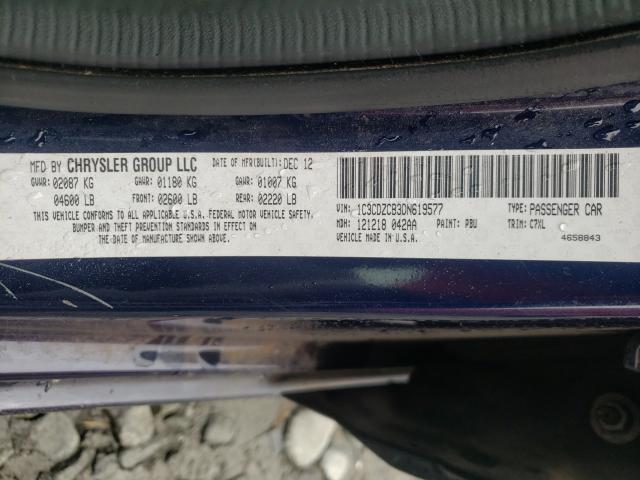 MFD BY CHRYSLER GROUP LLC DATE OF MFR(BUILT): DEC 12
GVWR: 02087 KG GAWR: 01180 KG GAWR: 01007 KG
04600 LB FRONT: 02600 LB REAR: 02220 LB
THIS VEHICLE CONFORMS TO ALL APPLICABLE U.S.A. FEDERAL MOTOR VEHICLE SAFETY,
BUMPER AND THEFT PREVENTION STANDARDS IN EFFECT ON
THE DATE OF MANUFACTURE SHOWN ABOVE.
VIN: 1C3CDZCB3DN619577 TYPE: PASSENGER CAR
MDH: 121218 042AA PAINT: PBU TRIM: C7XL
VEHICLE MADE IN U.S.A. 4658843